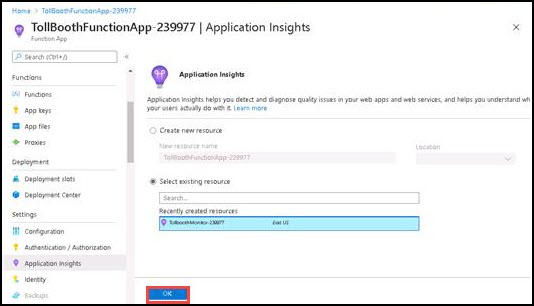 Home > TollBoothFunctionApp-239977
TollBoothFunctionApp-239977 | Application Insights
Function App
Search (Ctrl+/)
«
Functions
Functions
App keys
App files
Proxies
Deployment
Deployment slots
Deployment Center
Settings
Configuration
Authentication / Authorization
Application Insights
Identity
Backups
Application Insights
Application Insights helps you detect and diagnose quality issues in your web apps and web services, and helps you understand wh
your users actually do with it. Learn more
Create new resource
New resource name
Location
TollBoothFunctionApp-239977
Select existing resource
Search...
Recently created resources
TollboothMonitor-239977 East US
OK